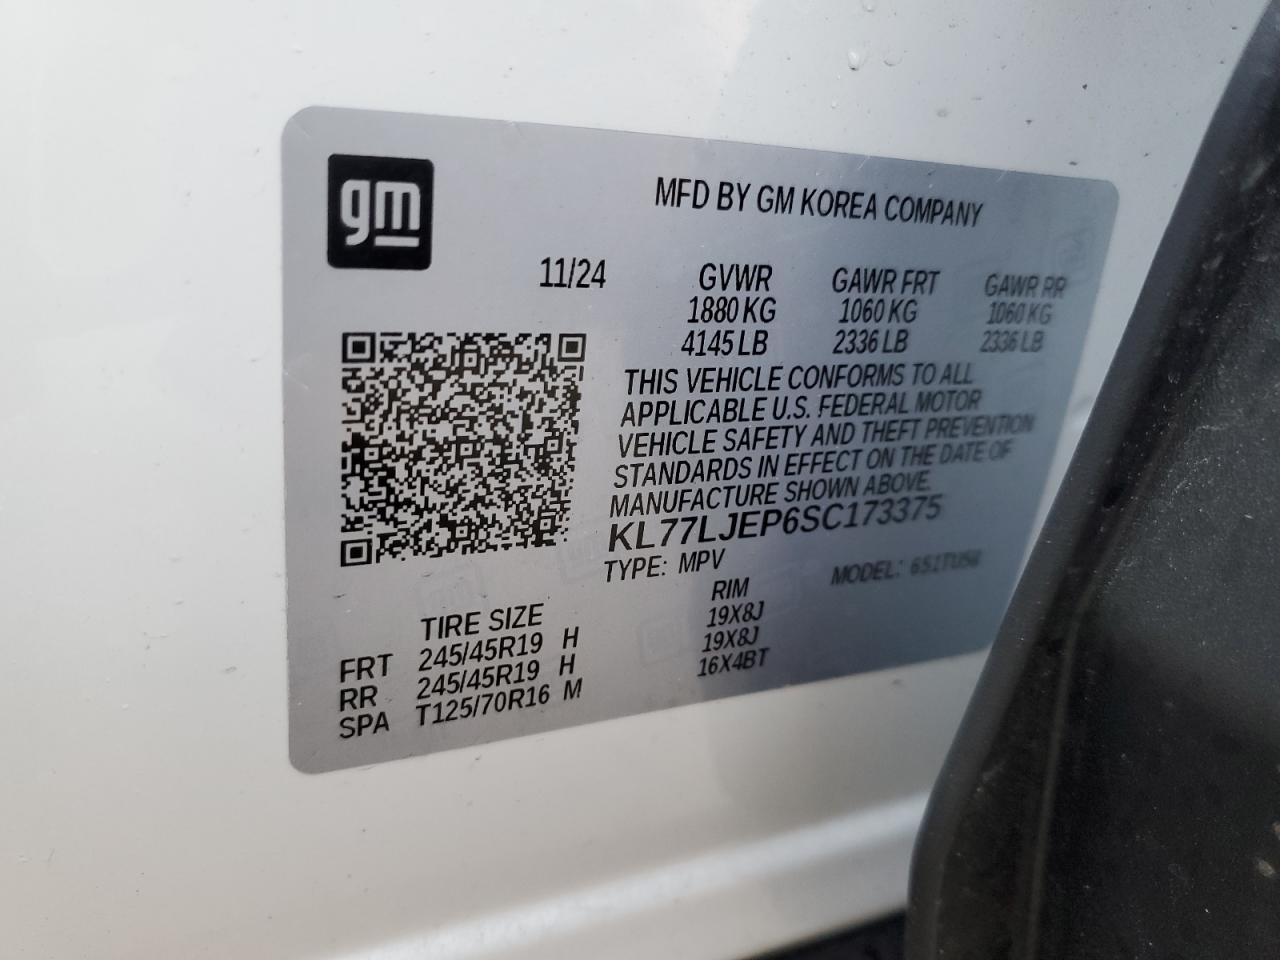 gm
MFD BY GM KOREA COMPANY
11/24
GVWR GAWR FRT GAWR RR
1880 KG 1060 KG 1060 KG
4145 LB 2336 LB 2336 LB
THIS VEHICLE CONFORMS TO ALL
APPLICABLE U.S. FEDERAL MOTOR
VEHICLE SAFETY AND THEFT PREVENTION
STANDARDS IN EFFECT ON THE DATE OF
MANUFACTURE SHOWN ABOVE.
KL77LJEP6SC173375
TYPE: MPV MODEL:
TIRE SIZE RIM
FRT 245/45R19 H 19X8J
RR 245/45R19 H 19X8J
SPA T125/70R16 M 16X4BT